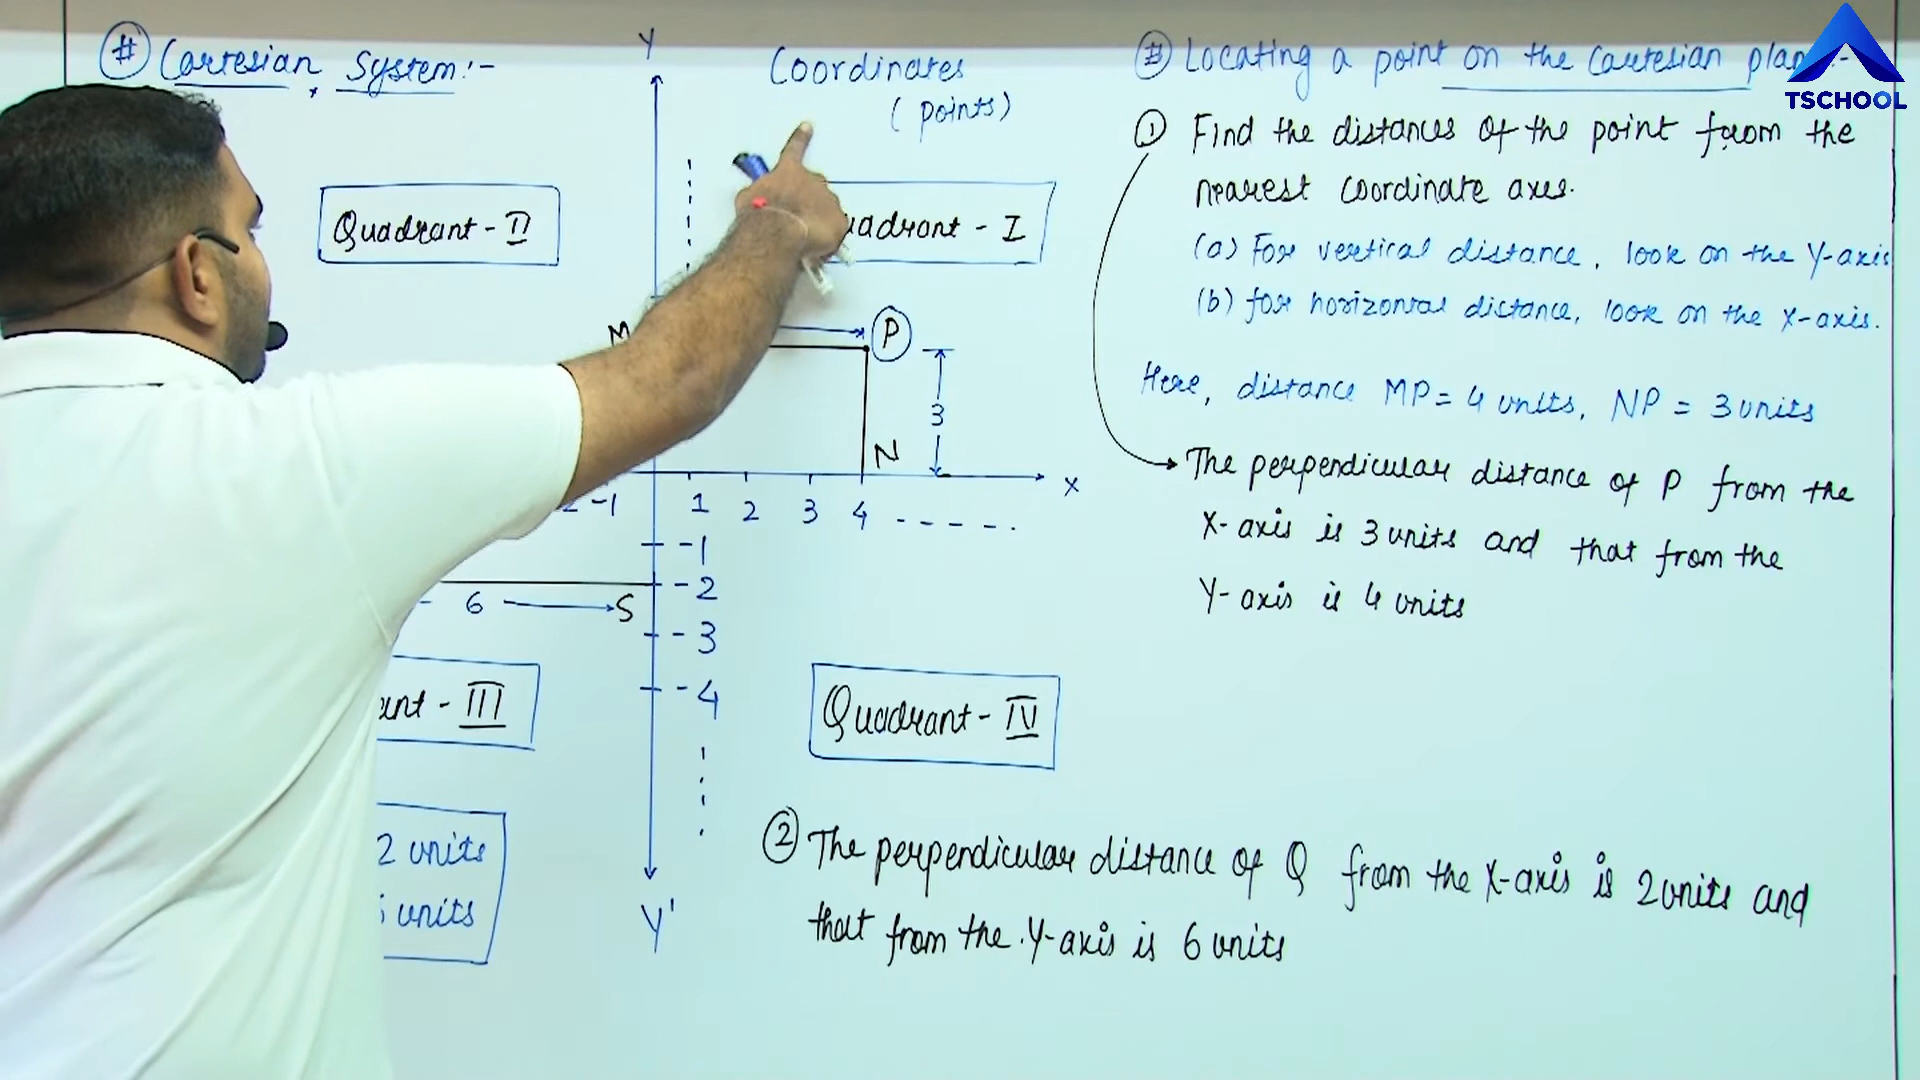 # Cartesian System:-
Y
Coordinates
(points)
Quadrant - II
- I
M
P
3
N
X
-1 1 2 3 4 - - - - -
-1
-2
6
S
-3
-4
- III
Quadrant - IV
2 units
units
Y'
# Locating a point on the Cartesian :-
TSCHOOL
① Find the distances of the point from the
nearest coordinate axes.
(a) For vertical distance, look on the Y-axis
(b) for horizontal distance, look on the X-axis.
Here, distance MP = 4 units, NP = 3 units
The perpendicular distance of P from the
X-axis is 3 units and that from the
Y-axis is 4 units
② The perpendicular distance of Q from the X-axis is 2 units and
that from the Y-axis is 6 units